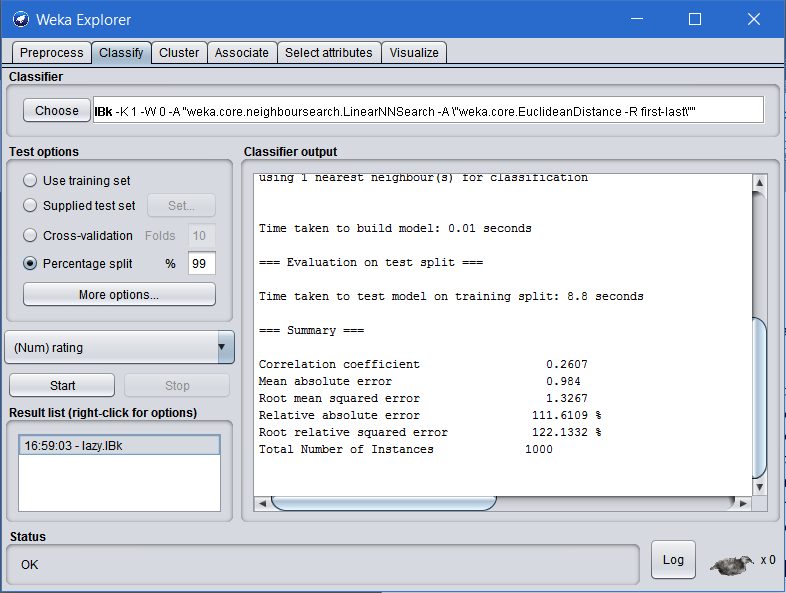 Weka Explorer
Preprocess Classify Cluster Associate Select attributes Visualize
Classifier
Choose IBk -K 1 -W 0 -A "weka.core.neighboursearch.LinearNNSearch -A \"weka.core.EuclideanDistance -R first-last\""
Test options
Use training set
Supplied test set Set...
Cross-validation Folds 10
Percentage split % 99
More options...
(Num) rating
Start Stop
Result list (right-click for options)
16:59:03 - lazy.IBk
Classifier output
using 1 nearest neighbour(s) for classification
Time taken to build model: 0.01 seconds
=== Evaluation on test split ===
Time taken to test model on training split: 8.8 seconds
=== Summary ===
Correlation coefficient 0.2607
Mean absolute error 0.984
Root mean squared error 1.3267
Relative absolute error 111.6109 %
Root relative squared error 122.1332 %
Total Number of Instances 1000
Status
OK
Log x 0